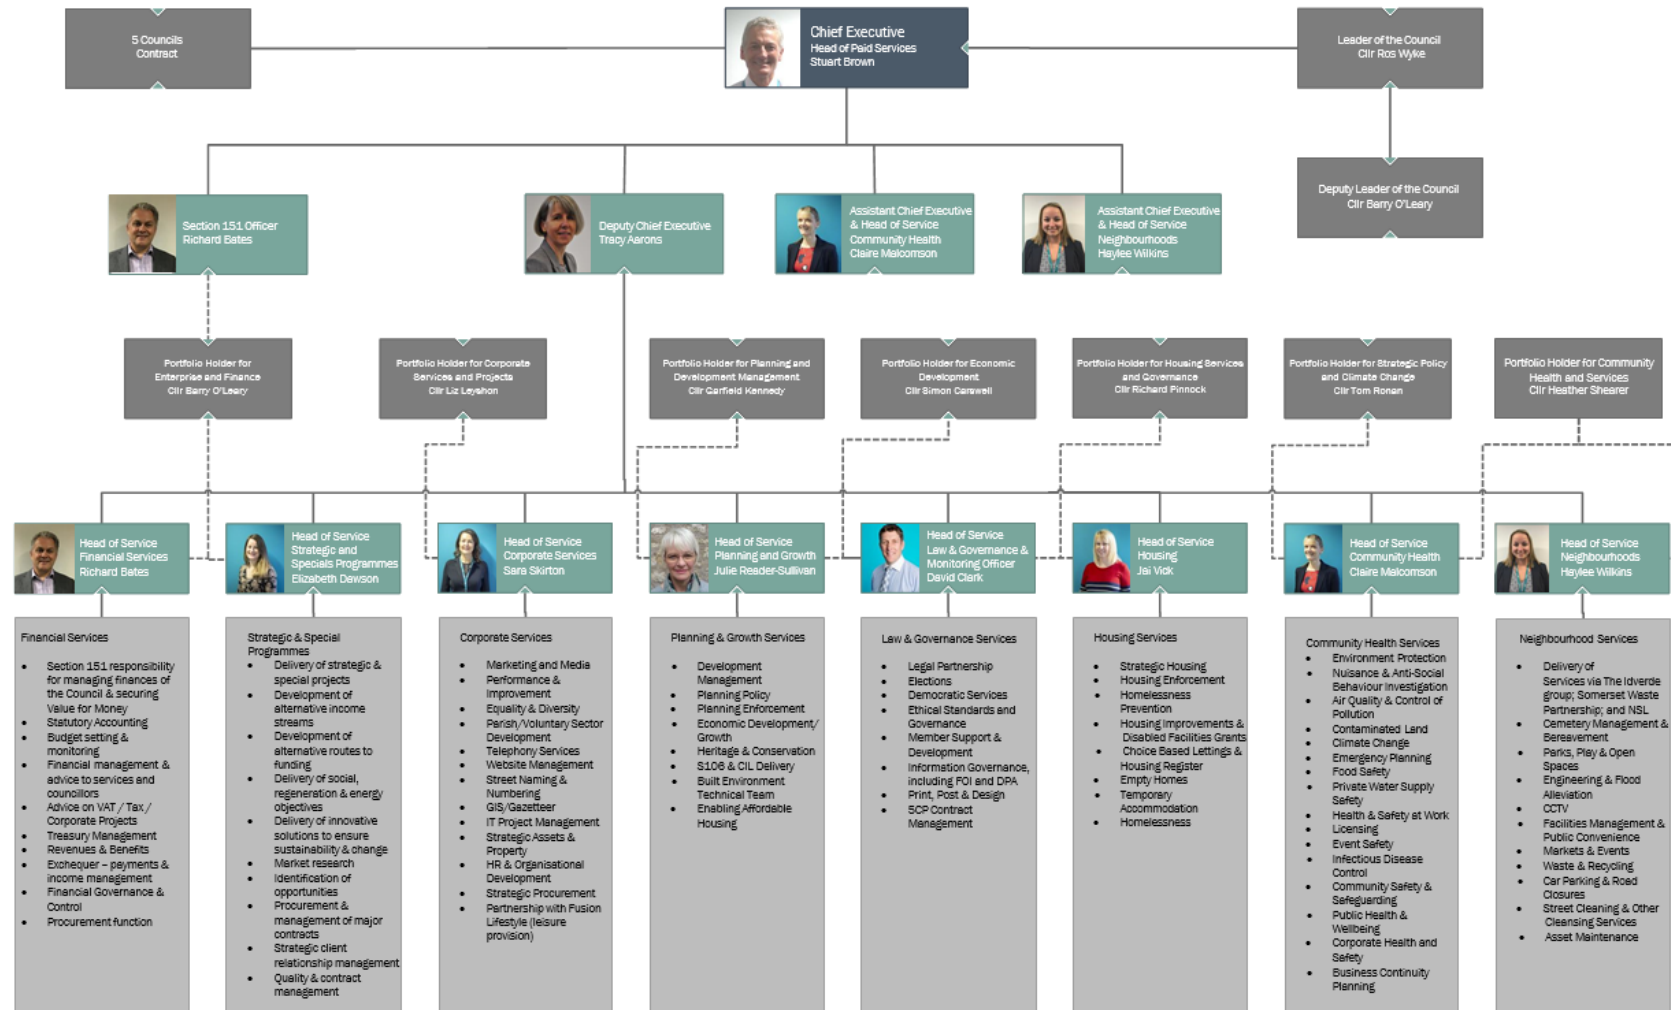 5 Councils
Contract
Chief Executive
Head of Paid Services
Stuart Brown
Leader of the Council
Cllr Ros Wyke
Deputy Leader of the Council
Cllr Barry O'Leary
Section 151 Officer
Richard Bates
Deputy Chief Executive
Tracy Aarons
Assistant Chief Executive
& Head of Service
Community Health
Claire Malcomson
Assistant Chief Executive
& Head of Service
Neighbourhoods
Haylee Wilkins
Portfolio Holder for
Enterprise and Finance
Cllr Barry O'Leary
Portfolio Holder for Corporate
Services and Projects
Cllr Liz Leyshon
Portfolio Holder for Planning and
Development Management
Cllr Garfield Kennedy
Portfolio Holder for Economic
Development
Cllr Simon Carswell
Portfolio Holder for Housing Services
and Governance
Cllr Richard Pinnock
Portfolio Holder for Strategic Policy
and Climate Change
Cllr Tom Ronan
Portfolio Holder for Community
Health and Services
Cllr Heather Shearer
Head of Service
Financial Services
Richard Bates
Head of Service
Strategic and
Specials Programmes
Elizabeth Dawson
Head of Service
Corporate Services
Sara Skirton
Head of Service
Planning and Growth
Julie Reader-Sullivan
Head of Service
Law & Governance &
Monitoring Officer
David Clark
Head of Service
Housing
Jai Vick
Head of Service
Community Health
Claire Malcomson
Head of Service
Neighbourhoods
Haylee Wilkins
Financial Services
• Section 151 responsibility
for managing finances of
the Council & securing
Value for Money
• Statutory Accounting
• Budget setting &
monitoring
• Financial management &
advice to services and
councillors
• Advice on VAT / Tax /
Corporate Projects
• Treasury Management
• Revenues & Benefits
• Exchequer – payments &
income management
• Financial Governance &
Control
• Procurement function
Strategic & Special
Programmes
• Delivery of strategic &
special projects
• Development of
alternative income
streams
• Development of
alternative routes to
funding
• Delivery of social,
regeneration & energy
objectives
• Delivery of innovative
solutions to ensure
sustainability & change
• Market research
• Identification of
opportunities
• Procurement &
management of major
contracts
• Strategic client
relationship management
• Quality & contract
management
Corporate Services
• Marketing and Media
• Performance &
Improvement
• Equality & Diversity
• Parish/Voluntary Sector
Development
• Telephony Services
• Website Management
• Street Naming &
Numbering
• GIS/Gazetteer
• IT Project Management
• Strategic Assets &
Property
• HR & Organisational
Development
• Strategic Procurement
• Partnership with Fusion
Lifestyle (leisure
provision)
Planning & Growth Services
• Development
Management
• Planning Policy
• Planning Enforcement
• Economic Development/
Growth
• Heritage & Conservation
• S106 & CIL Delivery
• Built Environment
Technical Team
• Enabling Affordable
Housing
Law & Governance Services
• Legal Partnership
• Elections
• Democratic Services
• Ethical Standards and
Governance
• Member Support &
Development
• Information Governance,
including FOI and DPA
• Print, Post & Design
• 5CP Contract
Management
Housing Services
• Strategic Housing
• Housing Enforcement
• Homelessness
Prevention
• Housing Improvements &
Disabled Facilities Grants
• Choice Based Lettings &
Housing Register
• Empty Homes
• Temporary
Accommodation
• Homelessness
Community Health Services
• Environment Protection
• Nuisance & Anti-Social
Behaviour Investigation
• Air Quality & Control of
Pollution
• Contaminated Land
• Climate Change
• Emergency Planning
• Food Safety
• Private Water Supply
Safety
• Health & Safety at Work
• Licensing
• Event Safety
• Infectious Disease
Control
• Community Safety &
Safeguarding
• Public Health &
Wellbeing
• Corporate Health and
Safety
• Business Continuity
Planning
Neighbourhood Services
• Delivery of
Services via The Idverde
group; Somerset Waste
Partnership; and NSL
• Cemetery Management &
Bereavement
• Parks, Play & Open
Spaces
• Engineering & Flood
Alleviation
• CCTV
• Facilities Management &
Public Convenience
• Markets & Events
• Waste & Recycling
• Car Parking & Road
Closures
• Street Cleaning & Other
Cleansing Services
• Asset Maintenance